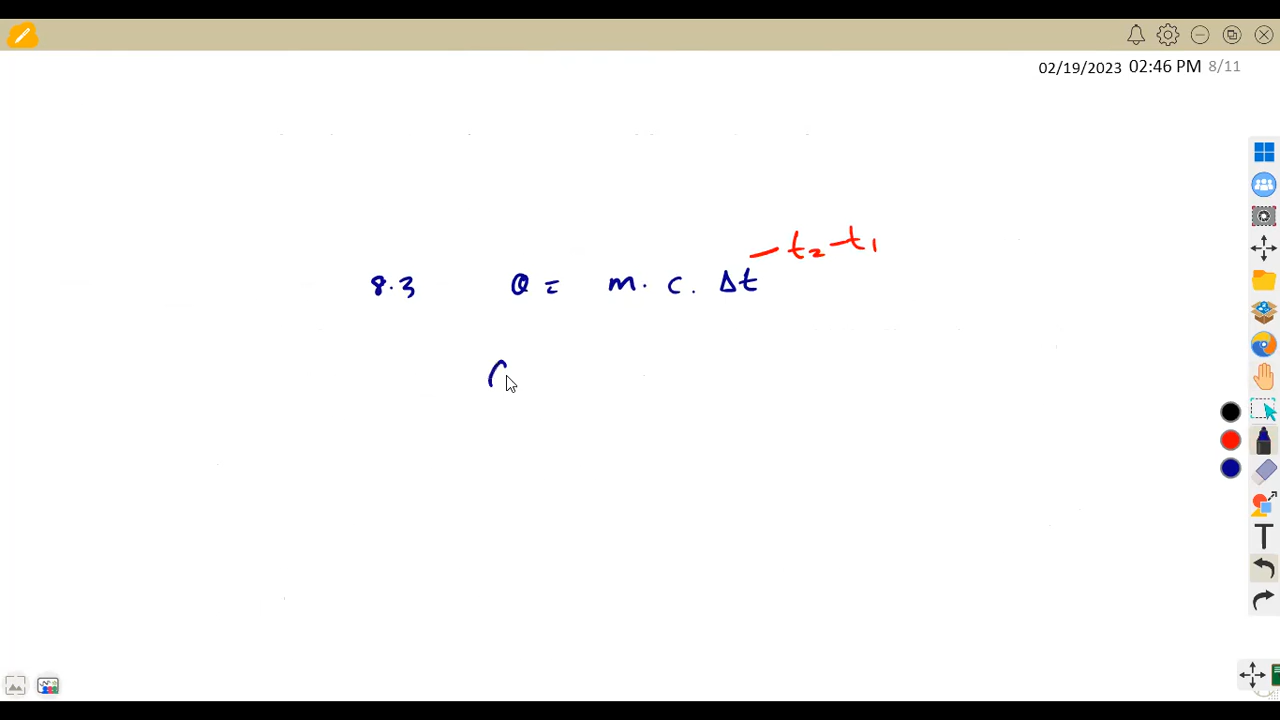 02/19/2023 02:46 PM 8/11
- t₂ - t₁
8.3 Q = m. c. Δt
T